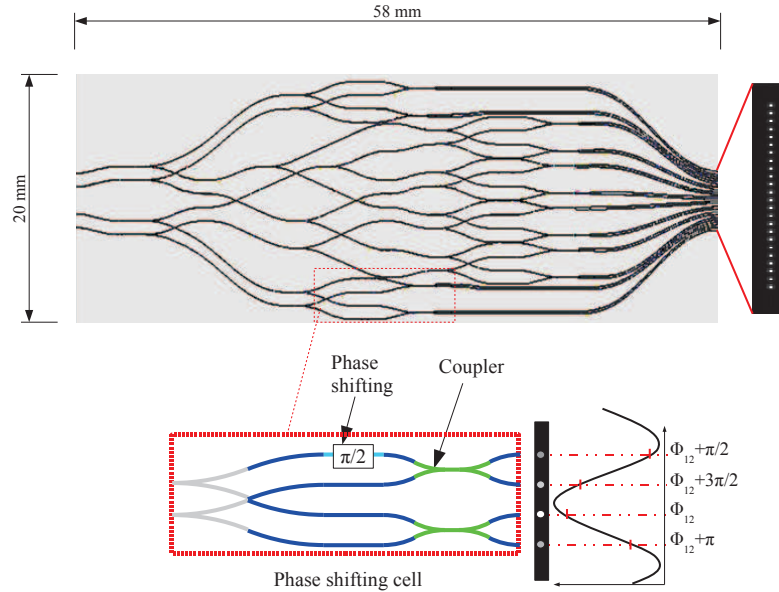 58 mm
20 mm
Phase
shifting
Coupler
π/2
Φ12+π/2
Φ12+3π/2
Φ12
Φ12+π
Phase shifting cell